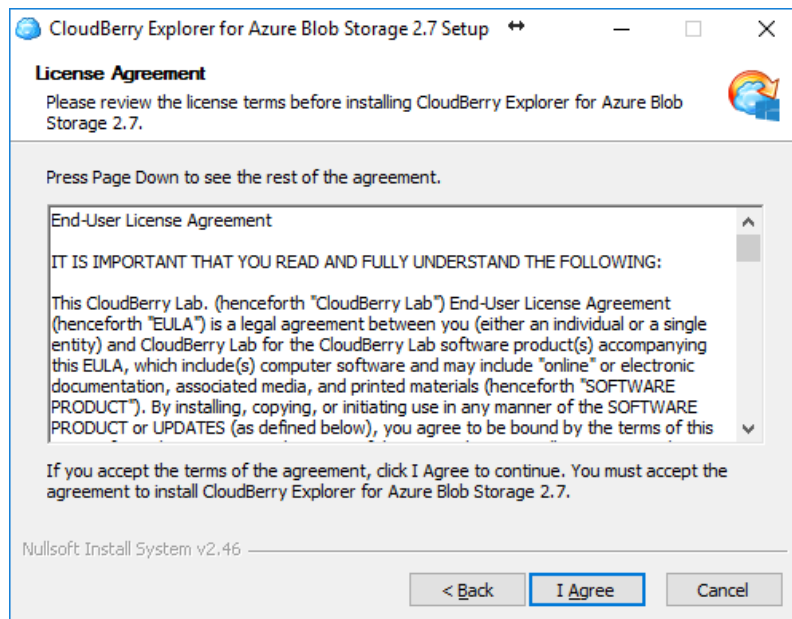 CloudBerry Explorer for Azure Blob Storage 2.7 Setup
License Agreement
Please review the license terms before installing CloudBerry Explorer for Azure Blob
Storage 2.7.
Press Page Down to see the rest of the agreement.
End-User License Agreement
IT IS IMPORTANT THAT YOU READ AND FULLY UNDERSTAND THE FOLLOWING:
This CloudBerry Lab. (henceforth "CloudBerry Lab") End-User License Agreement
(henceforth "EULA") is a legal agreement between you (either an individual or a single
entity) and CloudBerry Lab for the CloudBerry Lab software product(s) accompanying
this EULA, which include(s) computer software and may include "online" or electronic
documentation, associated media, and printed materials (henceforth "SOFTWARE
PRODUCT"). By installing, copying, or initiating use in any manner of the SOFTWARE
PRODUCT or UPDATES (as defined below), you agree to be bound by the terms of this
If you accept the terms of the agreement, click I Agree to continue. You must accept the
agreement to install CloudBerry Explorer for Azure Blob Storage 2.7.
Nullsoft Install System v2.46
< Back
I Agree
Cancel